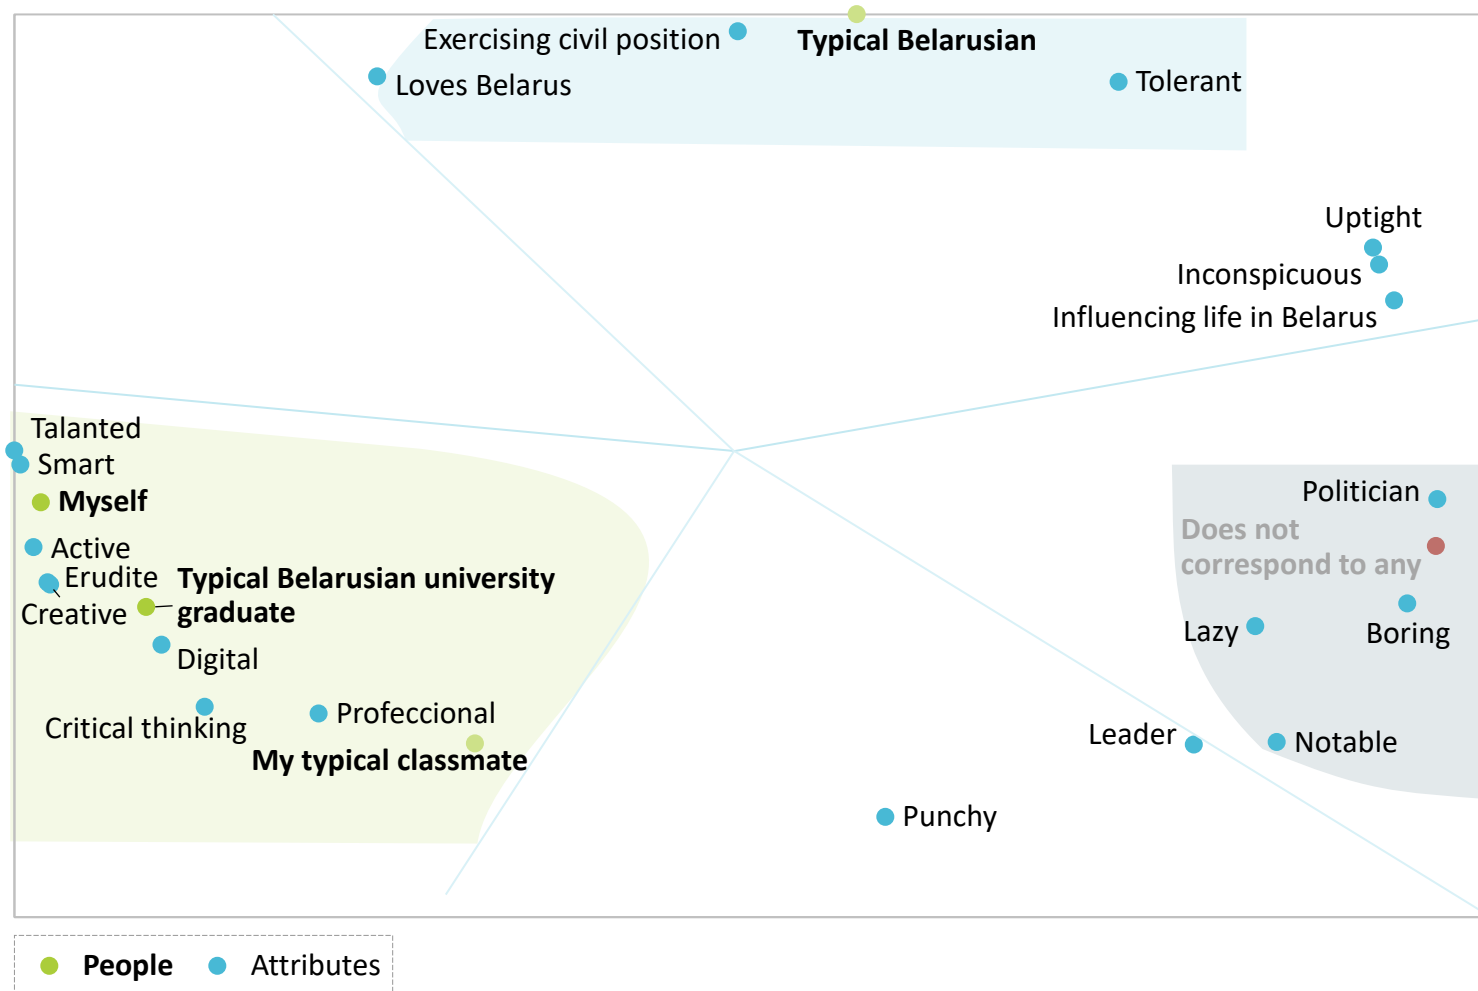 Exercising civil position
Typical Belarusian
Loves Belarus
Tolerant
Uptight
Inconspicuous
Influencing life in Belarus
Talanted
Smart
Myself
Active
Erudite
Creative
Typical Belarusian university
graduate
Digital
Critical thinking
Profeccional
My typical classmate
Politician
Does not
correspond to any
Lazy
Boring
Leader
Notable
Punchy
People
Attributes